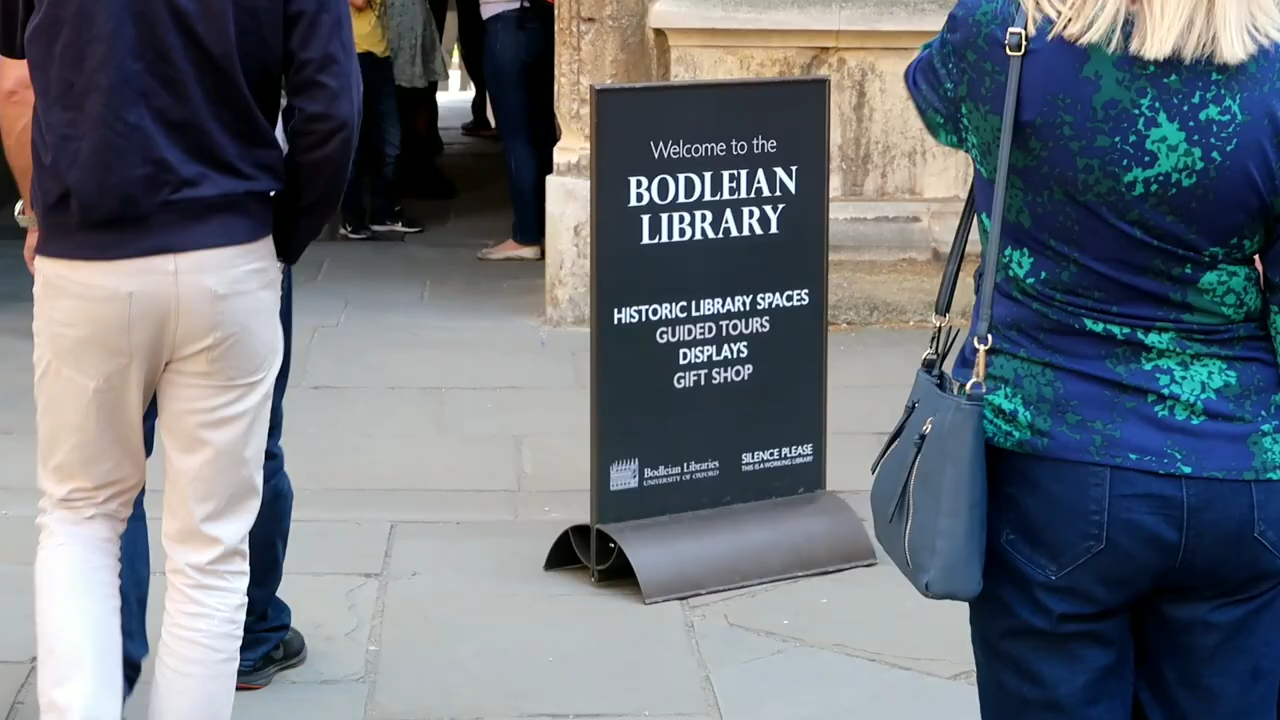 Welcome to the
BODLEIAN
LIBRARY
HISTORIC LIBRARY SPACES
GUIDED TOURS
DISPLAYS
GIFT SHOP
Bodleian Libraries
UNIVERSITY OF OXFORD
SILENCE PLEASE
THIS IS A WORKING LIBRARY